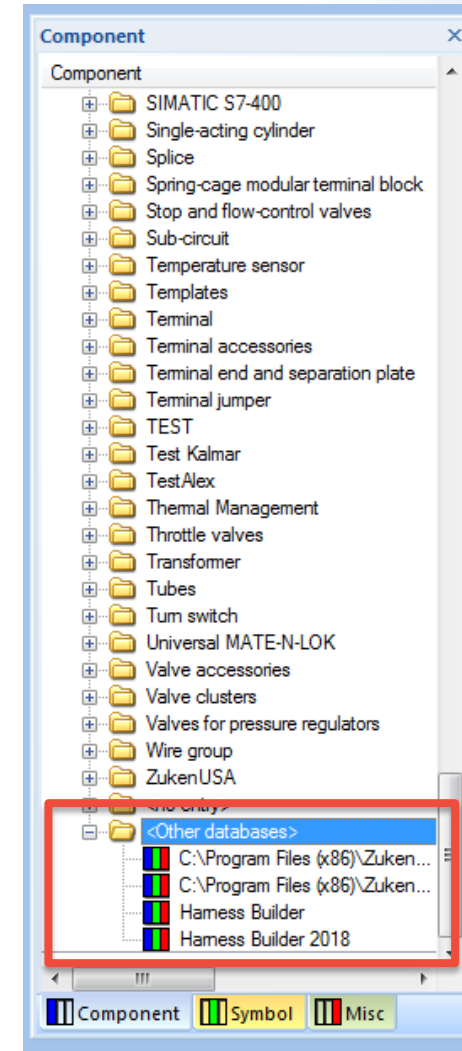 Component
Component
SIMATIC S7-400
Single-acting cylinder
Splice
Spring-cage modular terminal block
Stop and flow-control valves
Sub-circuit
Temperature sensor
Templates
Terminal
Terminal accessories
Terminal end and separation plate
Terminal jumper
TEST
Test Kalmar
TestAlex
Thermal Management
Throttle valves
Transformer
Tubes
Turn switch
Universal MATE-N-LOK
Valve accessories
Valve clusters
Valves for pressure regulators
Wire group
ZukenUSA
<no entry>
<Other databases>
C:\Program Files (x86)\Zuken...
C:\Program Files (x86)\Zuken...
Harness Builder
Harness Builder 2018
Component Symbol Misc